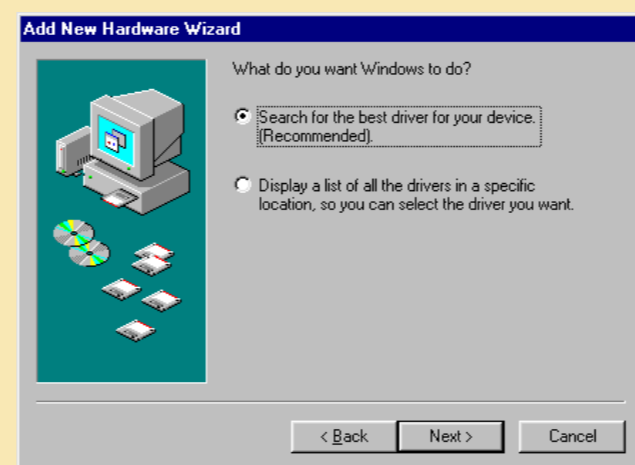 Add New Hardware Wizard
What do you want Windows to do?
Search for the best driver for your device.
(Recommended).
Display a list of all the drivers in a specific
location, so you can select the driver you want.
< Back
Next >
Cancel